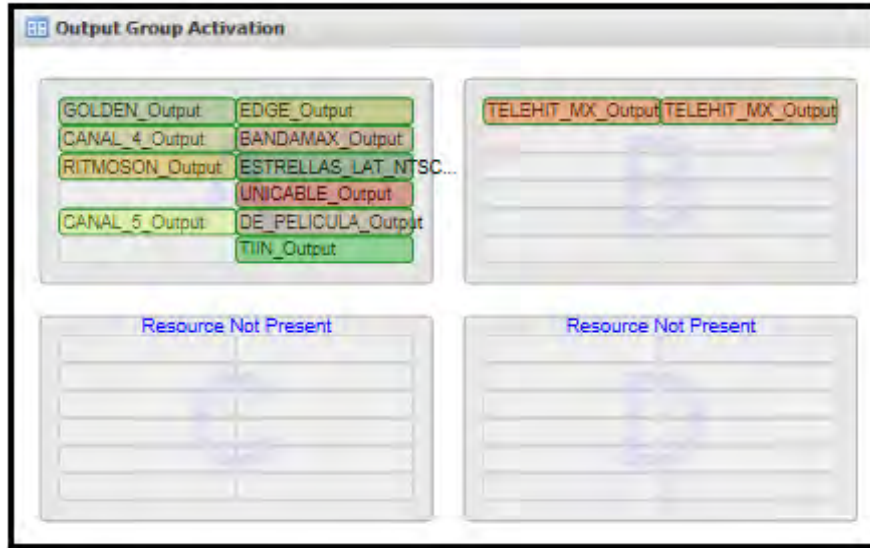 Output Group Activation
GOLDEN_Output EDGE_Output
CANAL_4_Output BANDAMAX_Output
RITMOSON_Output ESTRELLAS_LAT_NTSC...
UNICABLE_Output
CANAL_5_Output DE_PELICULA_Output
TIIN_Output
TELEHIT_MX_Output TELEHIT_MX_Output
B
Resource Not Present
C
Resource Not Present
D